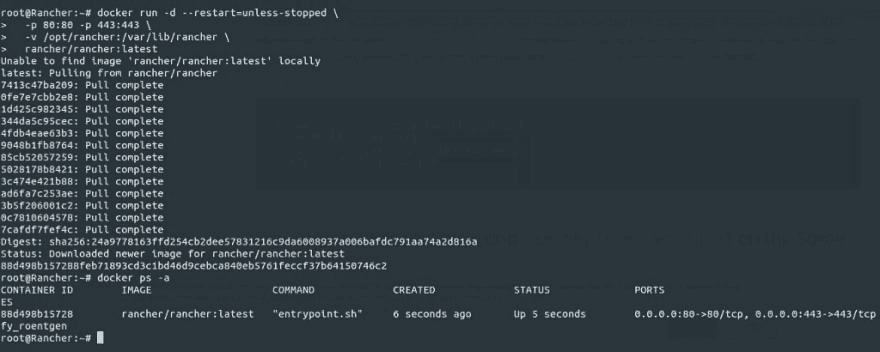 root@Rancher:~# docker run -d --restart=unless-stopped \
>   -p 80:80 -p 443:443 \
>   -v /opt/rancher:/var/lib/rancher \
>   rancher/rancher:latest
Unable to find image 'rancher/rancher:latest' locally
latest: Pulling from rancher/rancher
7413c47ba209: Pull complete
0fe7e7cbb2e8: Pull complete
1d425c982345: Pull complete
344da5c95cec: Pull complete
4fdb4eae63b3: Pull complete
9048b1fb8764: Pull complete
85cb52057259: Pull complete
5028178b8421: Pull complete
3c474e421b88: Pull complete
ad6fa7c253ae: Pull complete
3b5f206001c2: Pull complete
0c7810604578: Pull complete
7cafdf7fef4c: Pull complete
Digest: sha256:24a9778163ffd254cb2dee57831216c9da6008937a006bafdc791aa74a2d816a
Status: Downloaded newer image for rancher/rancher:latest
88d498b157288feb71893cd3c1bd46d9cebca840eb5761feccf37b64150746c2
root@Rancher:~# docker ps -a
CONTAINER ID        IMAGE                    COMMAND             CREATED             STATUS              PORTS
ES
88d498b15728        rancher/rancher:latest   "entrypoint.sh"     6 seconds ago       Up 5 seconds        0.0.0.0:80->80/tcp, 0.0.0.0:443->443/tcp
fy_roentgen
root@Rancher:~#